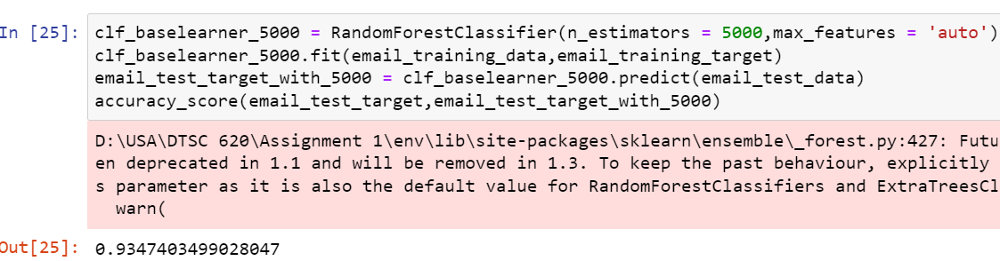 In [25]: clf_baselearner_5000 = RandomForestClassifier(n_estimators = 5000,max_features = 'auto')
clf_baselearner_5000.fit(email_training_data,email_training_target)
email_test_target_with_5000 = clf_baselearner_5000.predict(email_test_data)
accuracy_score(email_test_target,email_test_target_with_5000)
D:\USA\DTSC 620\Assignment 1\env\lib\site-packages\sklearn\ensemble\_forest.py:427: Futu
en deprecated in 1.1 and will be removed in 1.3. To keep the past behaviour, explicitly
s parameter as it is also the default value for RandomForestClassifiers and ExtraTreesCl
warn(
Out[25]: 0.9347403499028047